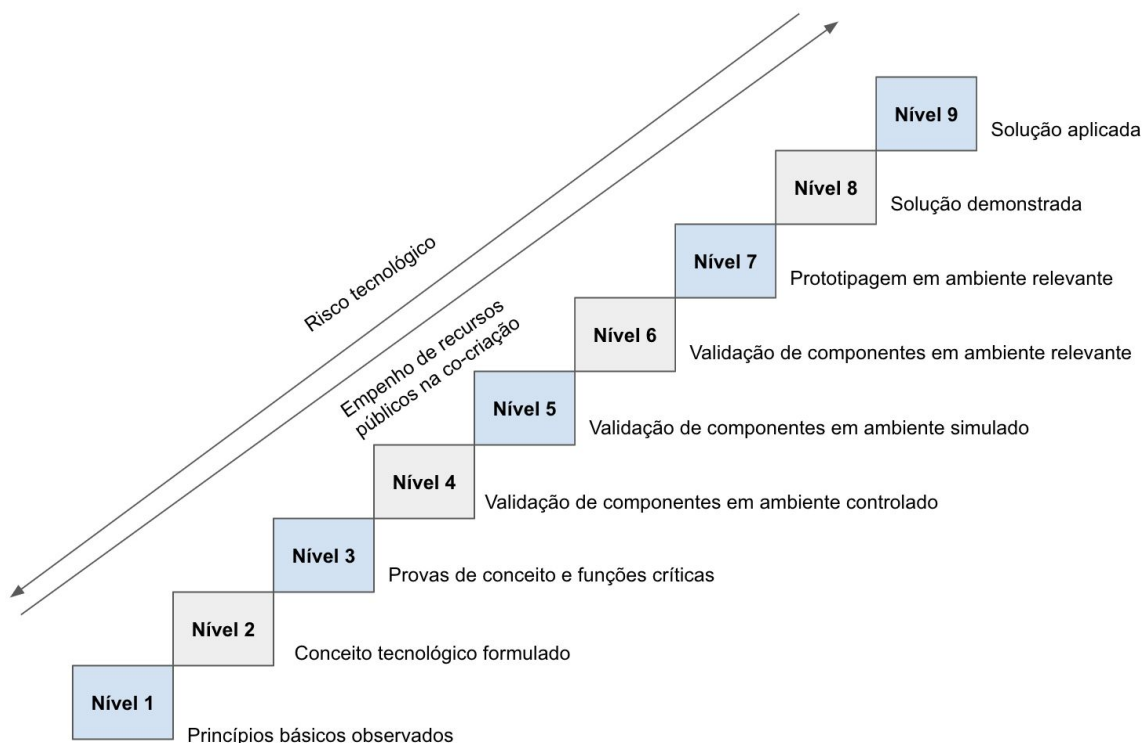 Nível 9
Solução aplicada
Nível 8
Solução demonstrada
Nível 7
Prototipagem em ambiente relevante
Nível 6
Validação de componentes em ambiente relevante
Nível 5
Validação de componentes em ambiente simulado
Nível 4
Validação de componentes em ambiente controlado
Nível 3
Provas de conceito e funções críticas
Nível 2
Conceito tecnológico formulado
Nível 1
Princípios básicos observados
Risco tecnológico
Empenho de recursos
públicos na co-criação